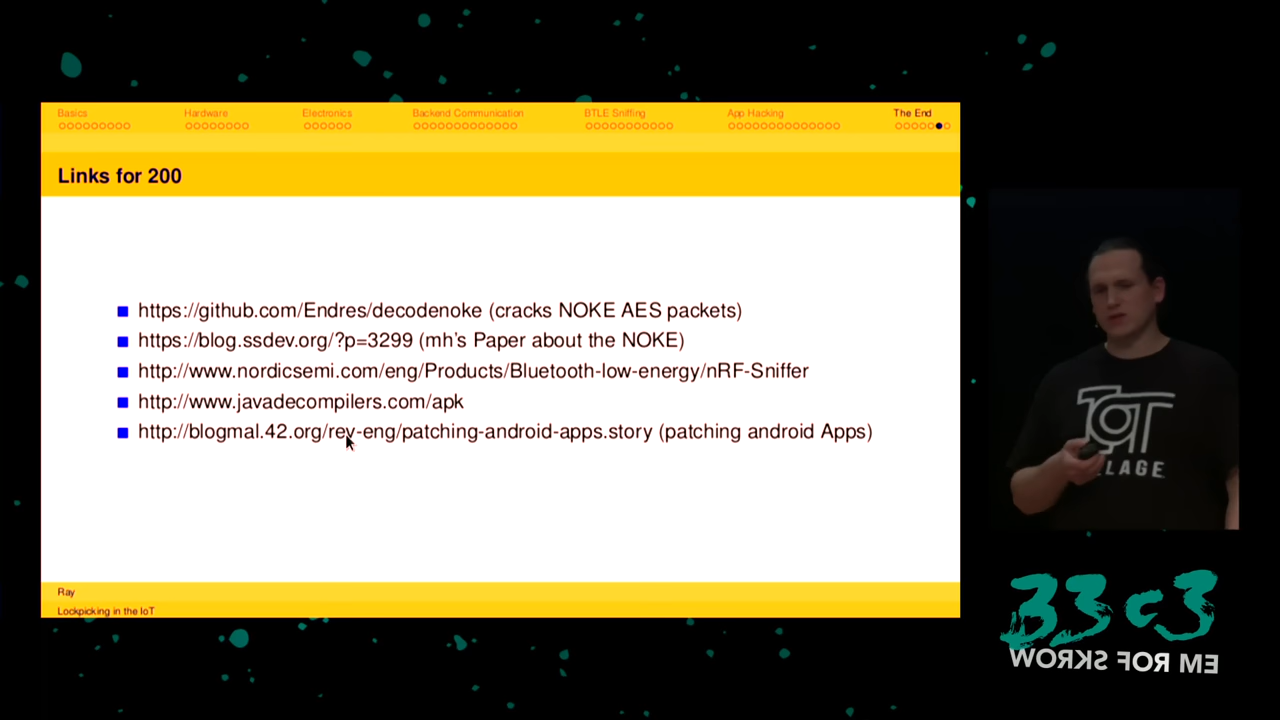 Basics Hardware Electronics Backend Communication BTLE Sniffing App Hacking The End
Links for 200
https://github.com/Endres/decodenoke (cracks NOKE AES packets)
https://blog.ssdev.org/?p=3299 (mh's Paper about the NOKE)
http://www.nordicsemi.com/eng/Products/Bluetooth-low-energy/nRF-Sniffer
http://www.javadecompilers.com/apk
http://blogmal.42.org/rev-eng/patching-android-apps.story (patching android Apps)
Ray
Lockpicking in the IoT
IOT
LLAGE
33c3
WORKS FOR ME